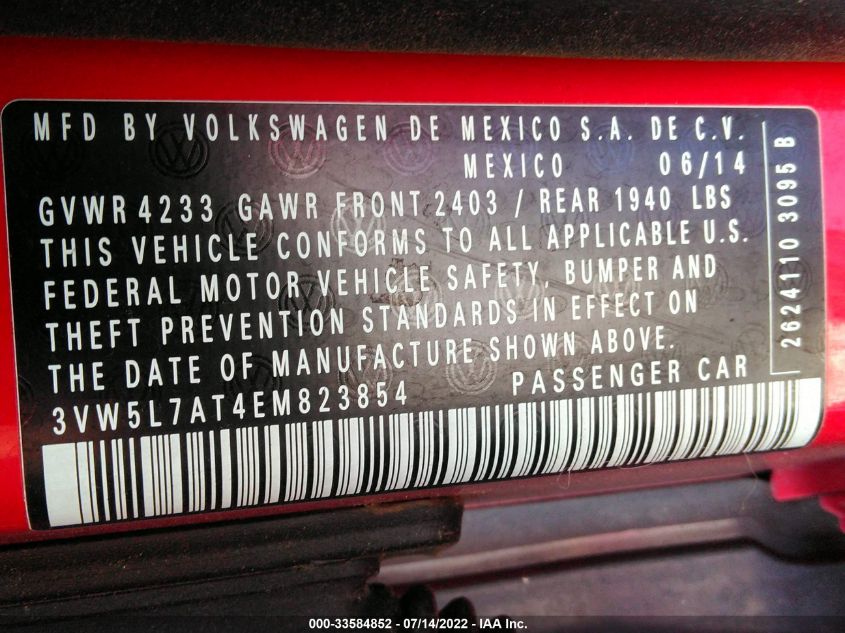 MFD BY VOLKSWAGEN DE MEXICO S.A. DE C.V.
MEXICO 06/14
GVWR 4233 GAWR FRONT 2403 / REAR 1940 LBS
THIS VEHICLE CONFORMS TO ALL APPLICABLE U.S.
FEDERAL MOTOR VEHICLE SAFETY, BUMPER AND
THEFT PREVENTION STANDARDS IN EFFECT ON
THE DATE OF MANUFACTURE SHOWN ABOVE.
3VW5L7AT4EM823854 PASSENGER CAR
2624110 3095 B
000-33584852 - 07/14/2022 - IAA Inc.